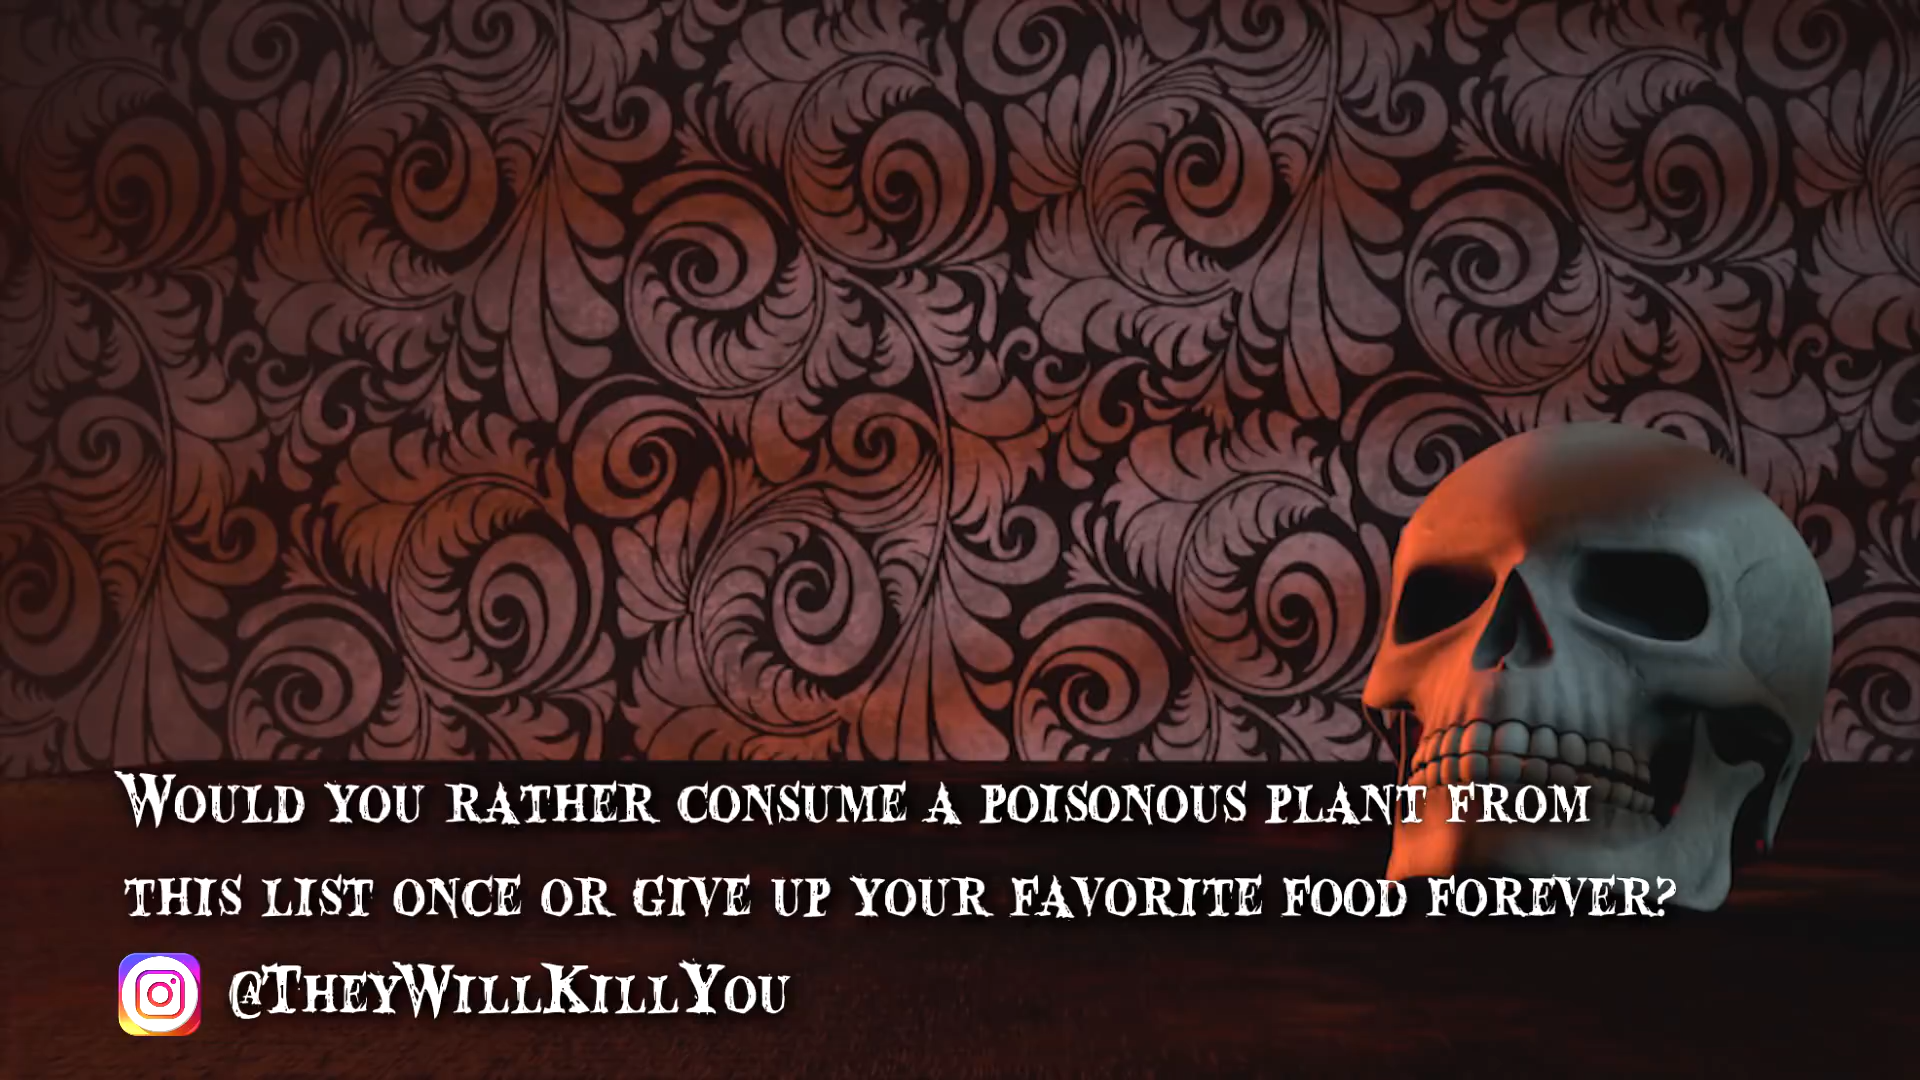 Would you rather consume a poisonous plant from
this list once or give up your favorite food forever?
@TheyWillKillYou